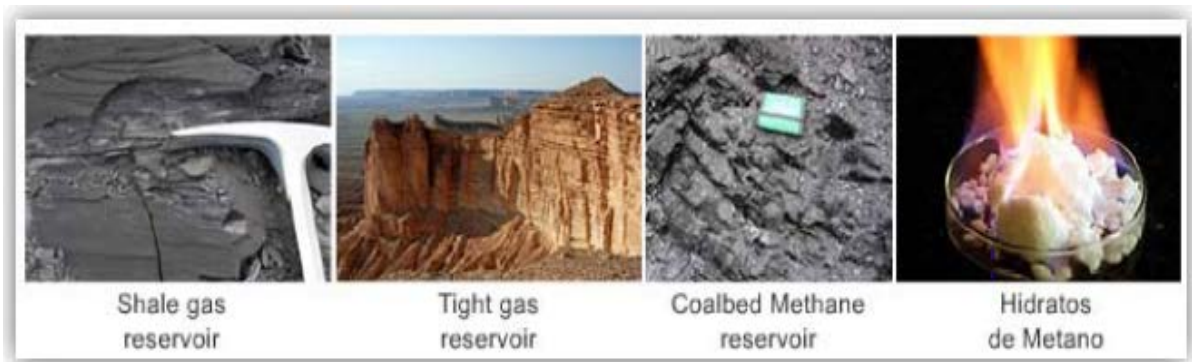 Shale gas
reservoir
Tight gas
reservoir
Coalbed Methane
reservoir
Hidratos
de Metano